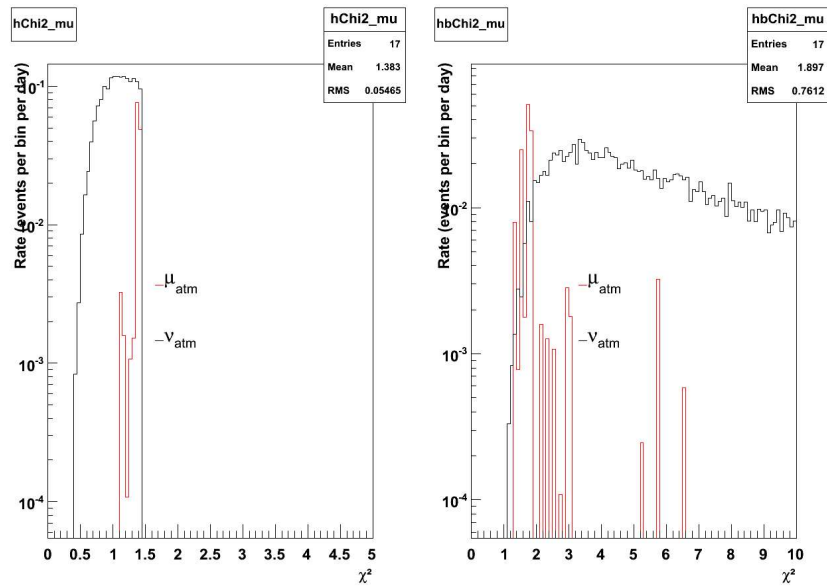 hChi2_mu
hChi2_mu
Entries 17
Mean 1.383
RMS 0.05465
Rate (events per bin per day)
10⁻¹
10⁻²
10⁻³
10⁻⁴
μatm
νatm
0 0.5 1 1.5 2 2.5 3 3.5 4 4.5 5
χ²
hbChi2_mu
hbChi2_mu
Entries 17
Mean 1.897
RMS 0.7612
Rate (events per bin per day)
10⁻¹
10⁻²
10⁻³
10⁻⁴
μatm
νatm
0 1 2 3 4 5 6 7 8 9 10
χ²